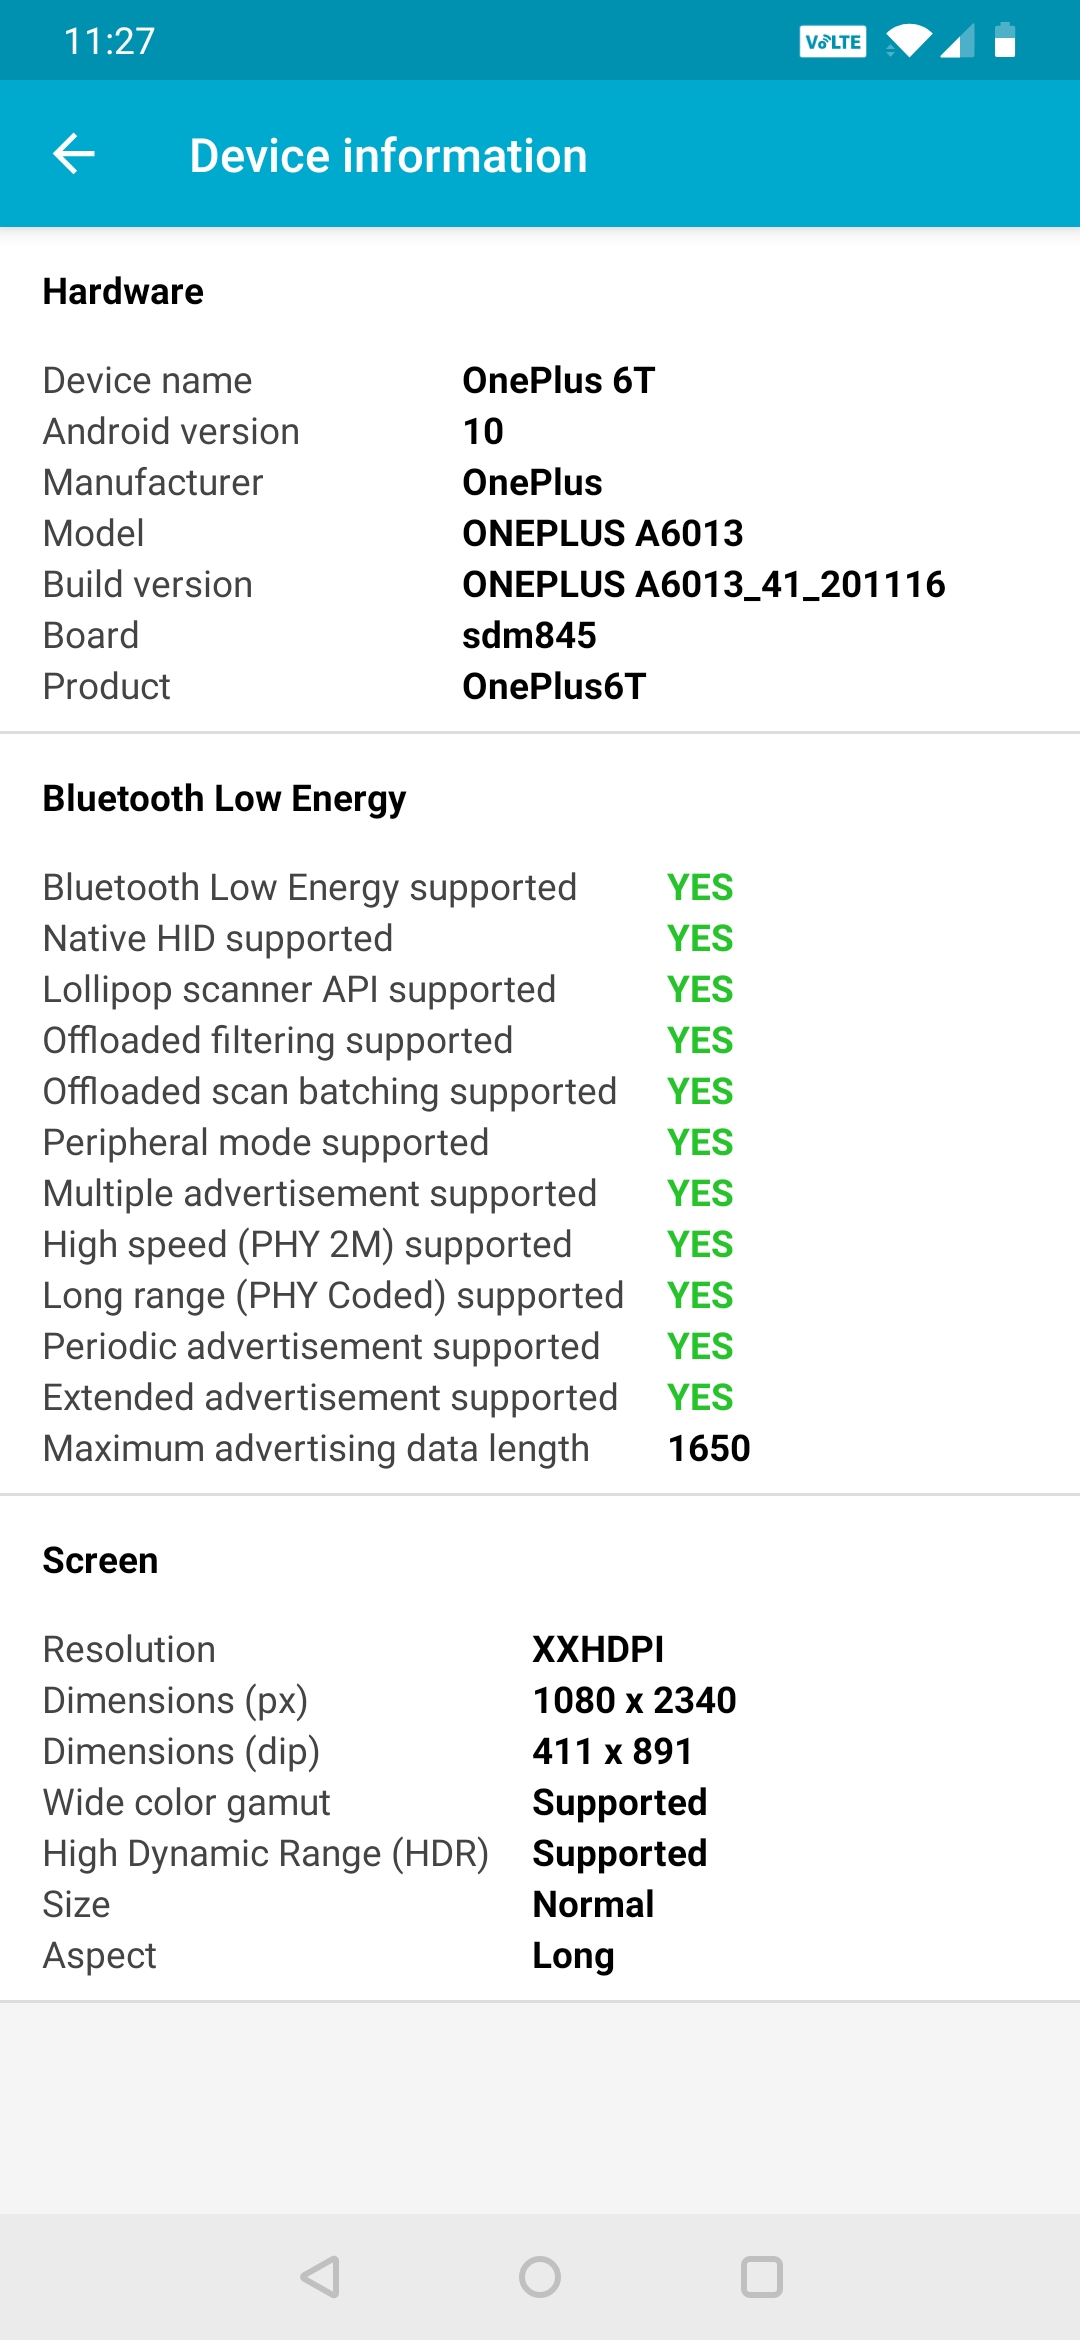 11:27 VoLTE
Device information
Hardware
Device name OnePlus 6T
Android version 10
Manufacturer OnePlus
Model ONEPLUS A6013
Build version ONEPLUS A6013_41_201116
Board sdm845
Product OnePlus6T
Bluetooth Low Energy
Bluetooth Low Energy supported YES
Native HID supported YES
Lollipop scanner API supported YES
Offloaded filtering supported YES
Offloaded scan batching supported YES
Peripheral mode supported YES
Multiple advertisement supported YES
High speed (PHY 2M) supported YES
Long range (PHY Coded) supported YES
Periodic advertisement supported YES
Extended advertisement supported YES
Maximum advertising data length 1650
Screen
Resolution XXHDPI
Dimensions (px) 1080 x 2340
Dimensions (dip) 411 x 891
Wide color gamut Supported
High Dynamic Range (HDR) Supported
Size Normal
Aspect Long